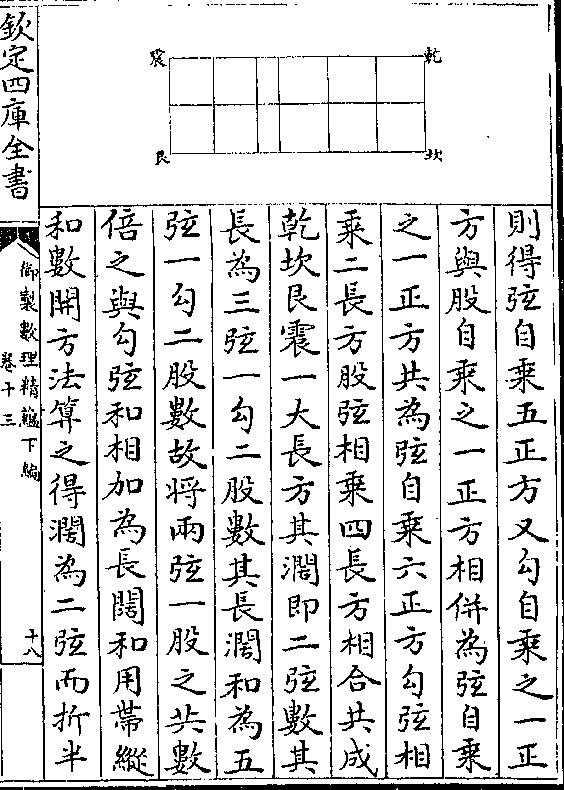 乾
震
坎
艮
則得弦自乘五正方又勾自乘之一正
方與股自乘之一正方相併為弦自乘
之一正方共為弦自乘六正方勾弦相
乘二長方股弦相乘四長方相合共成
乾坎艮震一大長方其濶即二弦數其
長為三弦一勾二股數其長濶和為五
弦一勾二股數故將兩弦一股之共數
倍之與勾弦和相加為長闊和用帶縱
和數開方法算之得濶為二弦而折半
欽定四庫全書
御製數理精藴下編
卷十三
十八